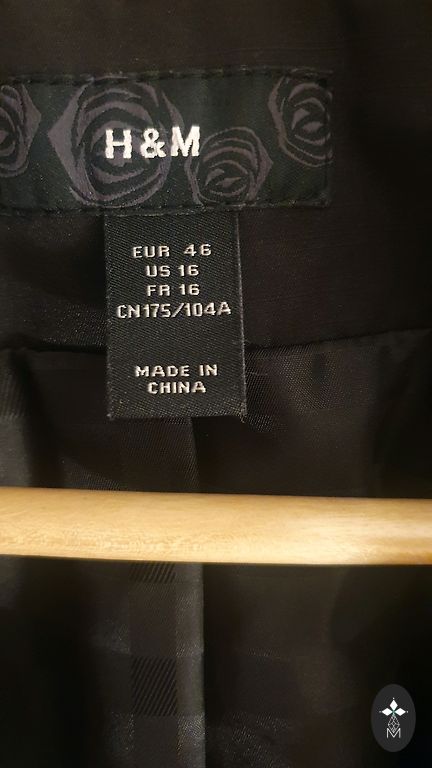 H&M
EUR 46
US 16
FR 16
CN175/104A
MADE IN
CHINA
M